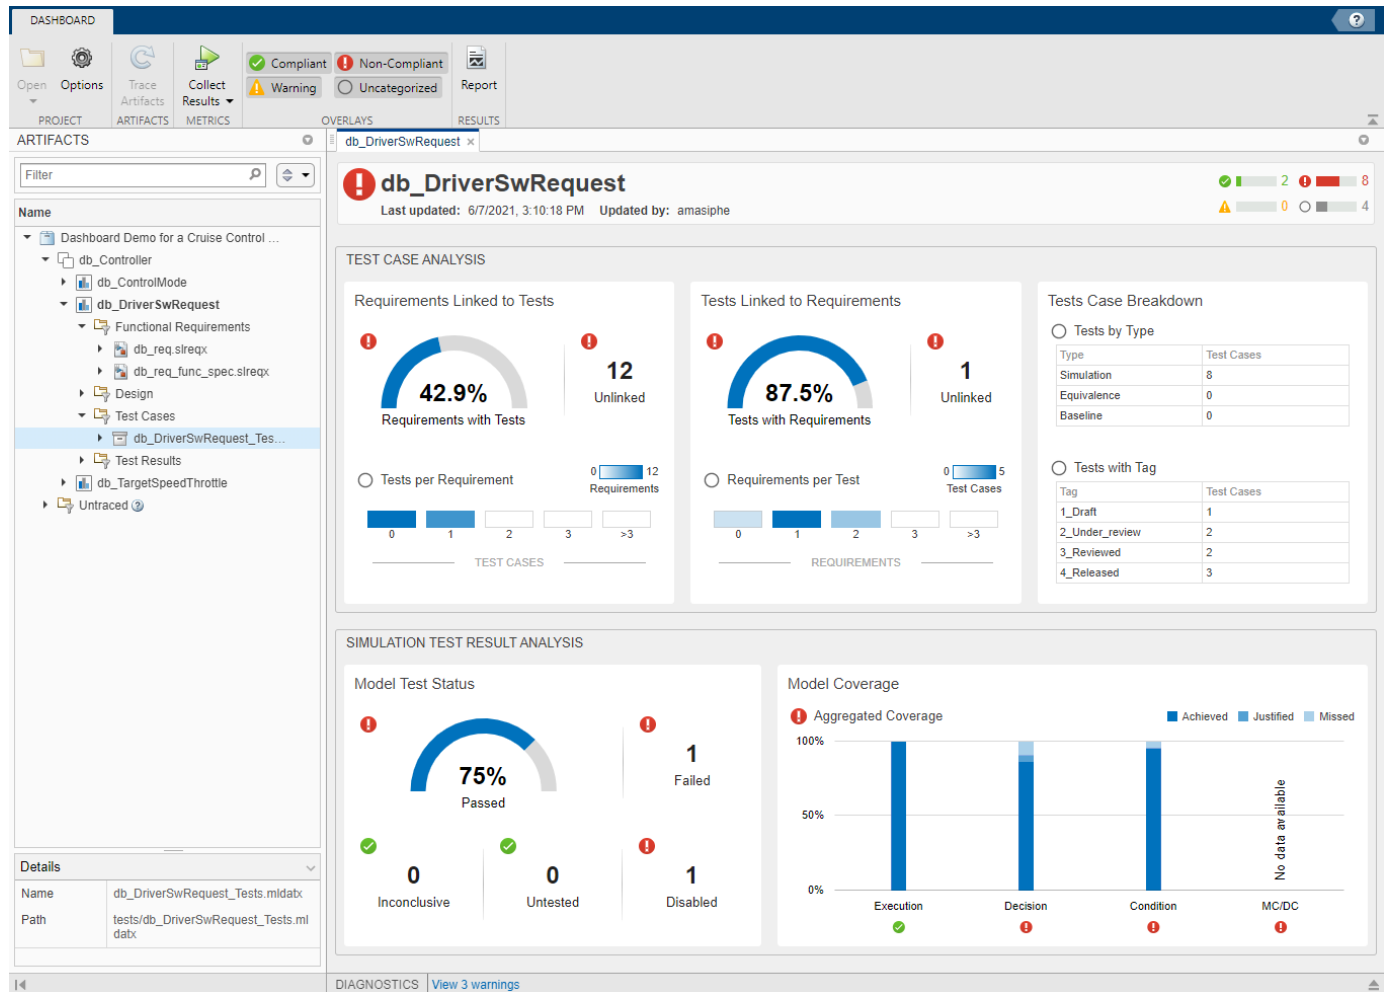 DASHBOARD
?
Open
Options
Trace Artifacts
Collect Results
Compliant
Non-Compliant
Warning
Uncategorized
Report
PROJECT
ARTIFACTS
METRICS
OVERLAYS
RESULTS
ARTIFACTS
Filter
Name
Dashboard Demo for a Cruise Control ...
db_Controller
db_ControlMode
db_DriverSwRequest
Functional Requirements
db_req.slreqx
db_req_func_spec.slreqx
Design
Test Cases
db_DriverSwRequest_Tes...
Test Results
db_TargetSpeedThrottle
Untraced ?
Details
Name db_DriverSwRequest_Tests.mldatx
Path tests/db_DriverSwRequest_Tests.ml
datx
db_DriverSwRequest ×
db_DriverSwRequest
Last updated: 6/7/2021, 3:10:18 PM Updated by: amasiphe
2 8
0 4
TEST CASE ANALYSIS
Requirements Linked to Tests
42.9%
Requirements with Tests
12
Unlinked
Tests per Requirement
0 12
Requirements
0 1 2 3 >3
TEST CASES
Tests Linked to Requirements
87.5%
Tests with Requirements
1
Unlinked
Requirements per Test
0 5
Test Cases
0 1 2 3 >3
REQUIREMENTS
Tests Case Breakdown
Tests by Type
Type Test Cases
Simulation 8
Equivalence 0
Baseline 0
Tests with Tag
Tag Test Cases
1_Draft 1
2_Under_review 2
3_Reviewed 2
4_Released 3
SIMULATION TEST RESULT ANALYSIS
Model Test Status
75%
Passed
1
Failed
0
Inconclusive
0
Untested
1
Disabled
Model Coverage
Aggregated Coverage
Achieved Justified Missed
100%
50%
0%
No data available
Execution Decision Condition MC/DC
DIAGNOSTICS View 3 warnings